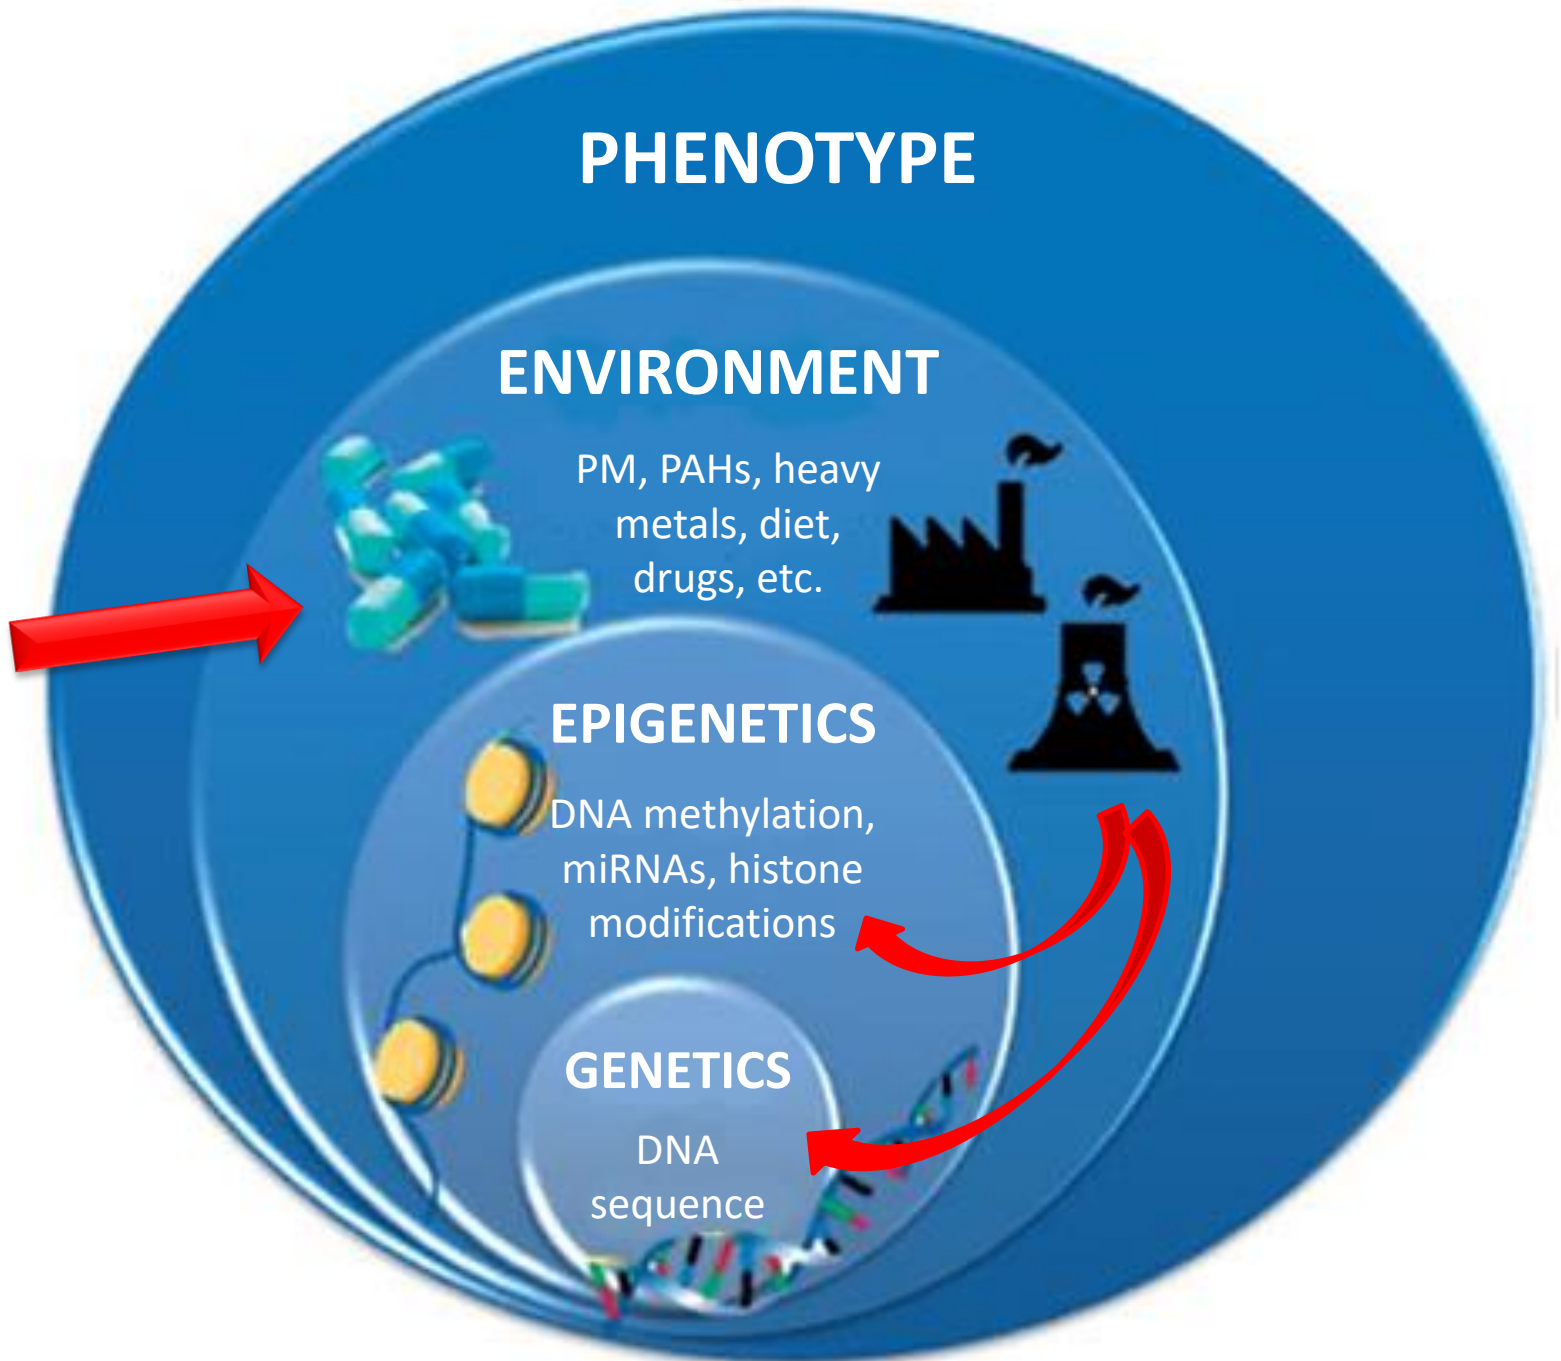 PHENOTYPE
ENVIRONMENT
PM, PAHs, heavy
metals, diet,
drugs, etc.
EPIGENETICS
DNA methylation,
miRNAs, histone
modifications
GENETICS
DNA
sequence